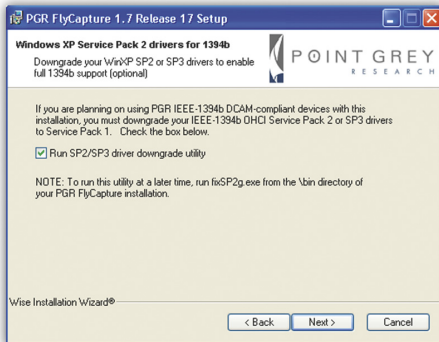 PGR FlyCapture 1.7 Release 17 Setup
Windows XP Service Pack 2 drivers for 1394b
Downgrade your WinXP SP2 or SP3 drivers to enable
full 1394b support (optional)
POINT GREY
RESEARCH
If you are planning on using PGR IEEE-1394b DCAM-compliant devices with this
installation, you must downgrade your IEEE-1394b OHCI Service Pack 2 or SP3 drivers
to Service Pack 1. Check the box below.
Run SP2/SP3 driver downgrade utility
NOTE: To run this utility at a later time, run fixSP2g.exe from the \bin directory of
your PGR FlyCapture installation.
Wise Installation Wizard®
< Back
Next >
Cancel